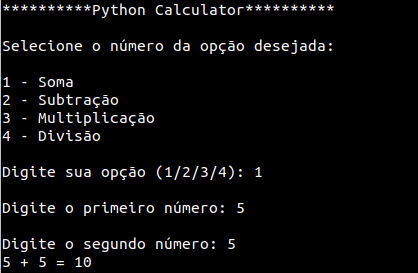 **********Python Calculator**********
Selecione o número da opção desejada:
1 - Soma
2 - Subtração
3 - Multiplicação
4 - Divisão
Digite sua opção (1/2/3/4): 1
Digite o primeiro número: 5
Digite o segundo número: 5
5 + 5 = 10